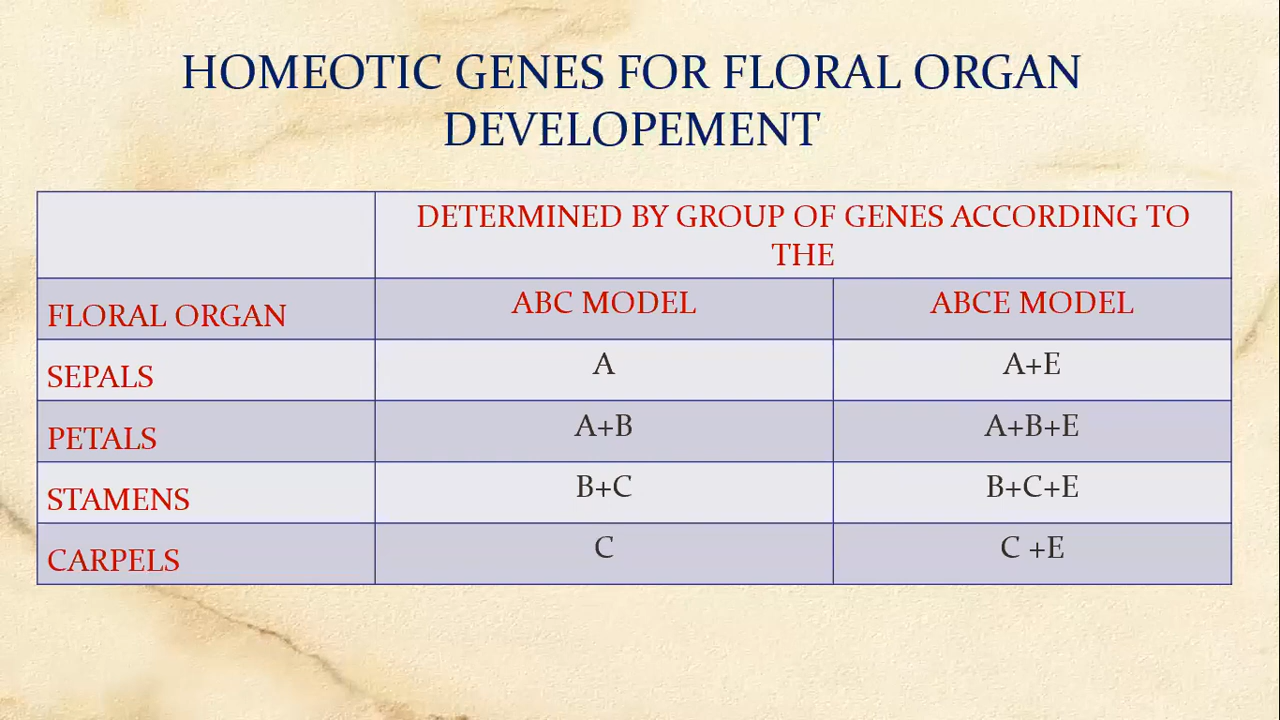 HOMEOTIC GENES FOR FLORAL ORGAN
DEVELOPEMENT
DETERMINED BY GROUP OF GENES ACCORDING TO
THE
FLORAL ORGAN
ABC MODEL
ABCE MODEL
SEPALS
A
A+E
PETALS
A+B
A+B+E
STAMENS
B+C
B+C+E
CARPELS
C
C +E